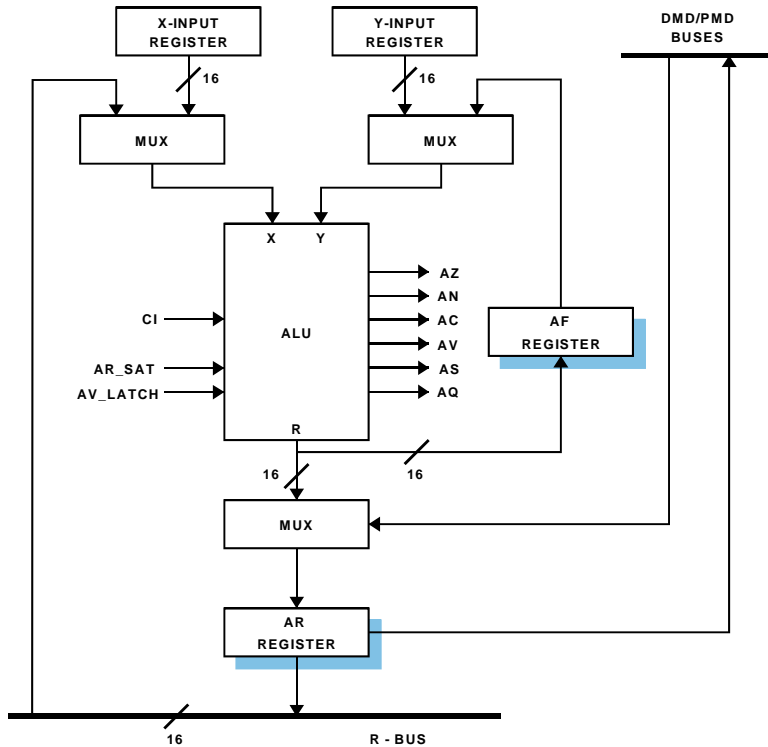 X-INPUT
REGISTER
Y-INPUT
REGISTER
DMD/PMD
BUSES
16
16
MUX
MUX
X
Y
AZ
AN
CI
AC
AF
REGISTER
ALU
AV
AR_SAT
AS
AV_LATCH
AQ
R
16
16
MUX
AR
REGISTER
16
R - BUS